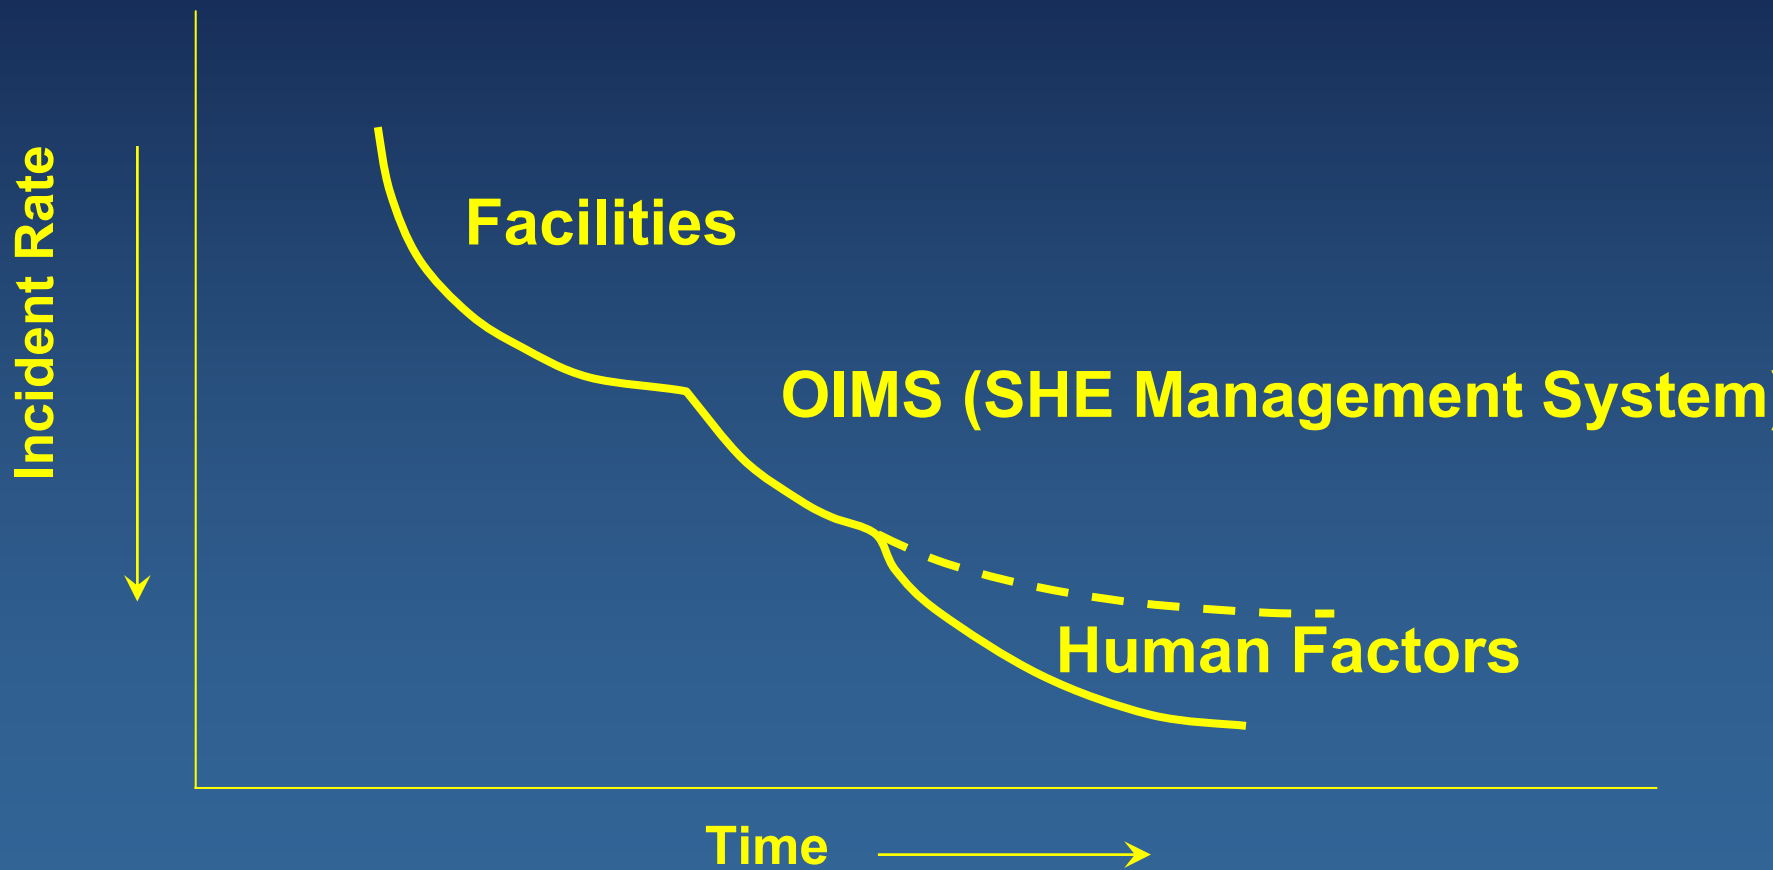 Incident Rate
Facilities
OIMS (SHE Management System)
Human Factors
Time